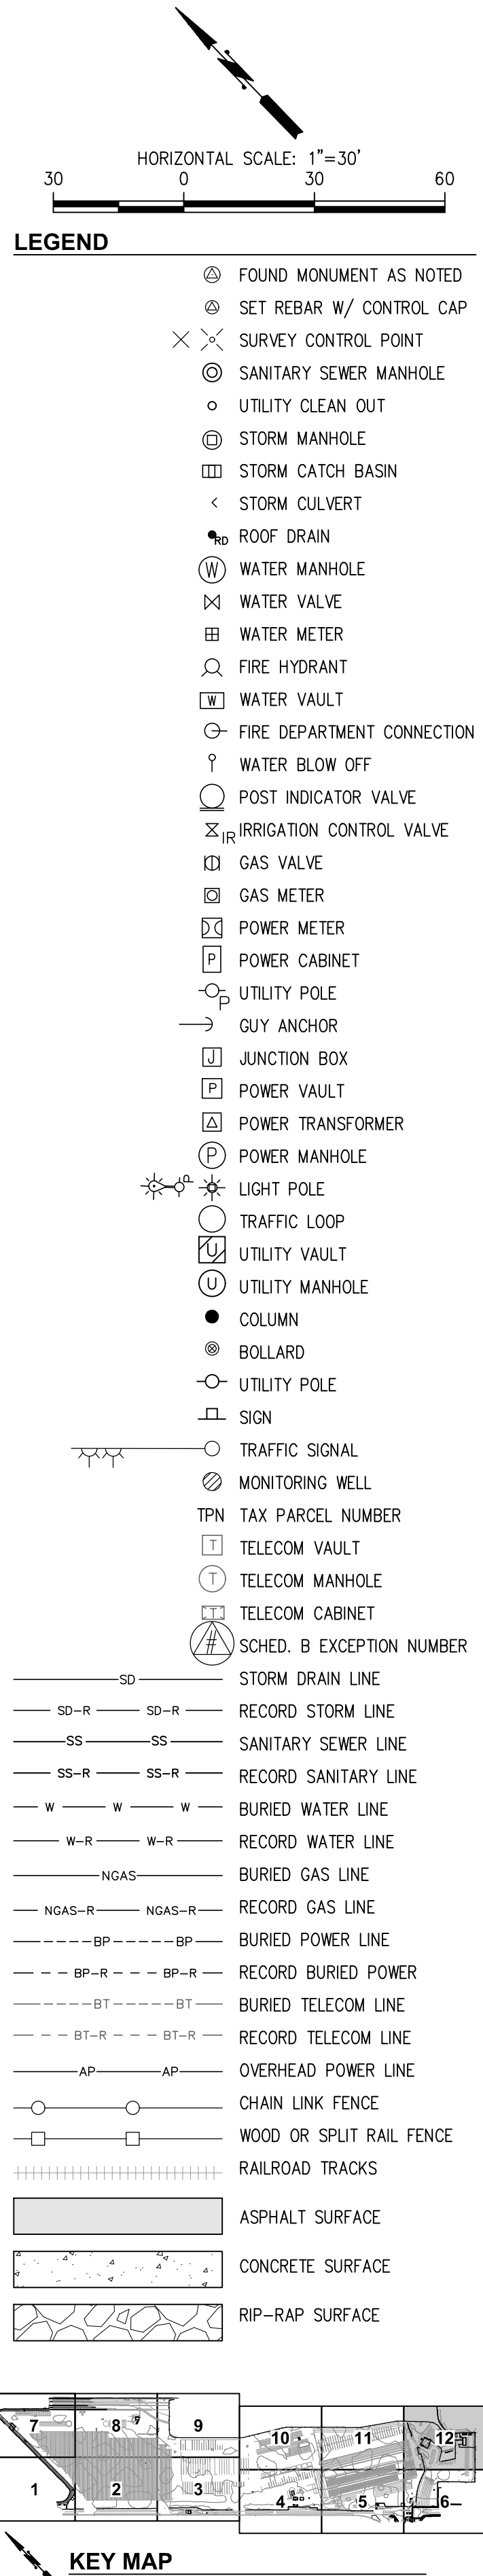 HORIZONTAL SCALE: 1"=30'
30 0 30 60
LEGEND
FOUND MONUMENT AS NOTED
SET REBAR W/ CONTROL CAP
SURVEY CONTROL POINT
SANITARY SEWER MANHOLE
UTILITY CLEAN OUT
STORM MANHOLE
STORM CATCH BASIN
STORM CULVERT
RD ROOF DRAIN
W WATER MANHOLE
WATER VALVE
WATER METER
FIRE HYDRANT
W WATER VAULT
FIRE DEPARTMENT CONNECTION
WATER BLOW OFF
POST INDICATOR VALVE
IR IRRIGATION CONTROL VALVE
GAS VALVE
GAS METER
POWER METER
P POWER CABINET
P UTILITY POLE
GUY ANCHOR
J JUNCTION BOX
P POWER VAULT
POWER TRANSFORMER
P POWER MANHOLE
P LIGHT POLE
TRAFFIC LOOP
U UTILITY VAULT
U UTILITY MANHOLE
COLUMN
BOLLARD
UTILITY POLE
SIGN
TRAFFIC SIGNAL
MONITORING WELL
TPN TAX PARCEL NUMBER
T TELECOM VAULT
T TELECOM MANHOLE
T TELECOM CABINET
# SCHED. B EXCEPTION NUMBER
SD STORM DRAIN LINE
SD-R SD-R RECORD STORM LINE
SS SS SANITARY SEWER LINE
SS-R SS-R RECORD SANITARY LINE
W W W BURIED WATER LINE
W-R W-R RECORD WATER LINE
NGAS BURIED GAS LINE
NGAS-R NGAS-R RECORD GAS LINE
BP BP BURIED POWER LINE
BP-R BP-R RECORD BURIED POWER
BT BT BURIED TELECOM LINE
BT-R BT-R RECORD TELECOM LINE
AP AP OVERHEAD POWER LINE
CHAIN LINK FENCE
WOOD OR SPLIT RAIL FENCE
RAILROAD TRACKS
ASPHALT SURFACE
CONCRETE SURFACE
RIP-RAP SURFACE
7 8 9 10 11 12
1 2 3 4 5 6
KEY MAP